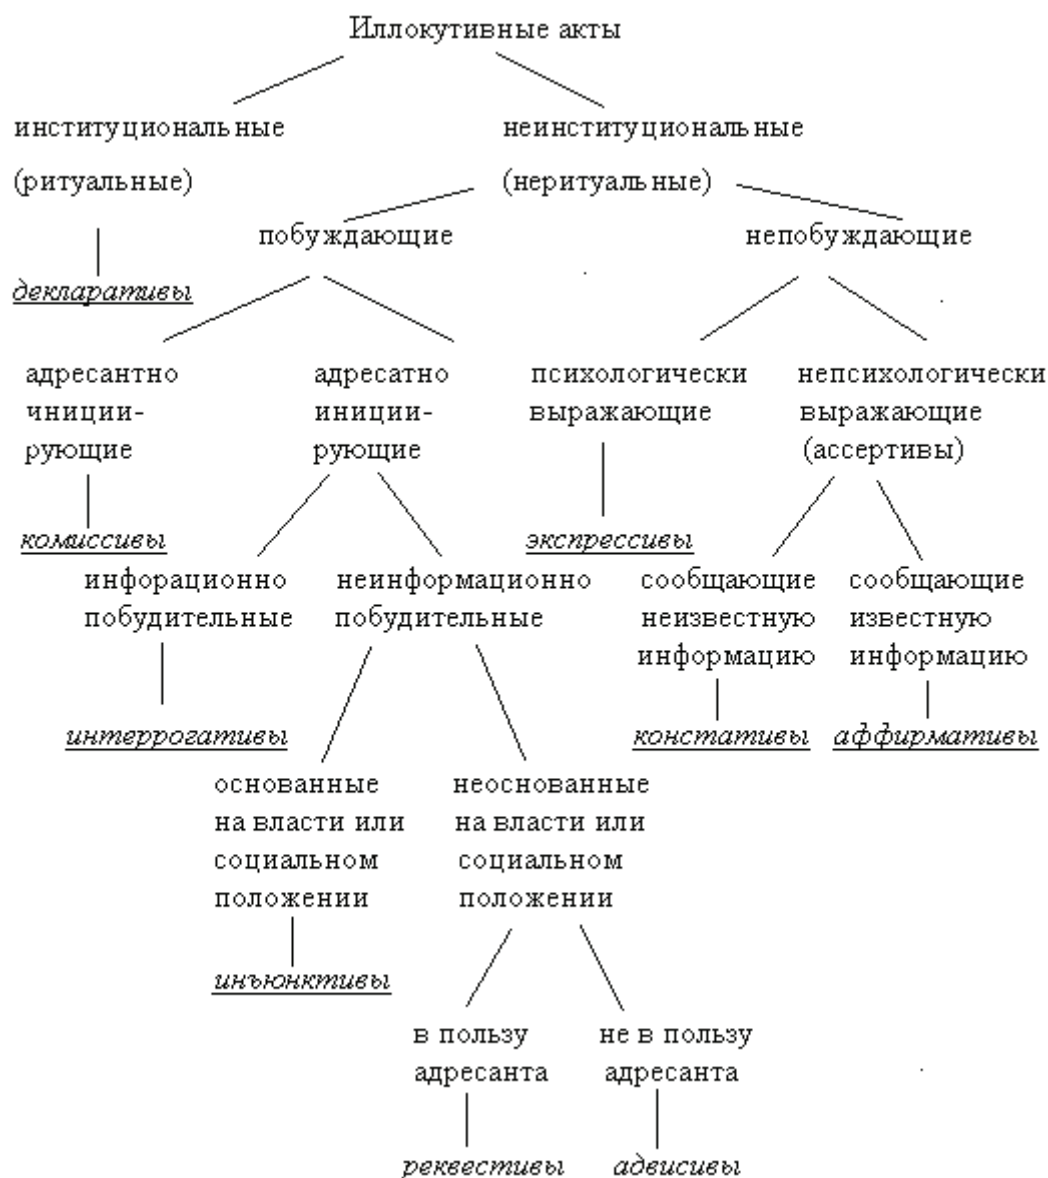 Иллокутивные акты
институциональные неинституциональные
(ритуальные) (неритуальные)
побуждающие непобуждающие
декларативы
адресантно адресатно психологически непсихологически
чниции- иниции- выражающие выражающие
рующие рующие (ассертивы)
комиссивы экспрессивы
инфорационно неинформационно сообщающие сообщающие
побудительные побудительные неизвестную известную
информацию информацию
интеррогативы констативы аффирмативы
основанные неоснованные
на власти или на власти или
социальном социальном
положении положении
инъюнктивы
в пользу не в пользу
адресанта адресанта
реквестивы адвисивы